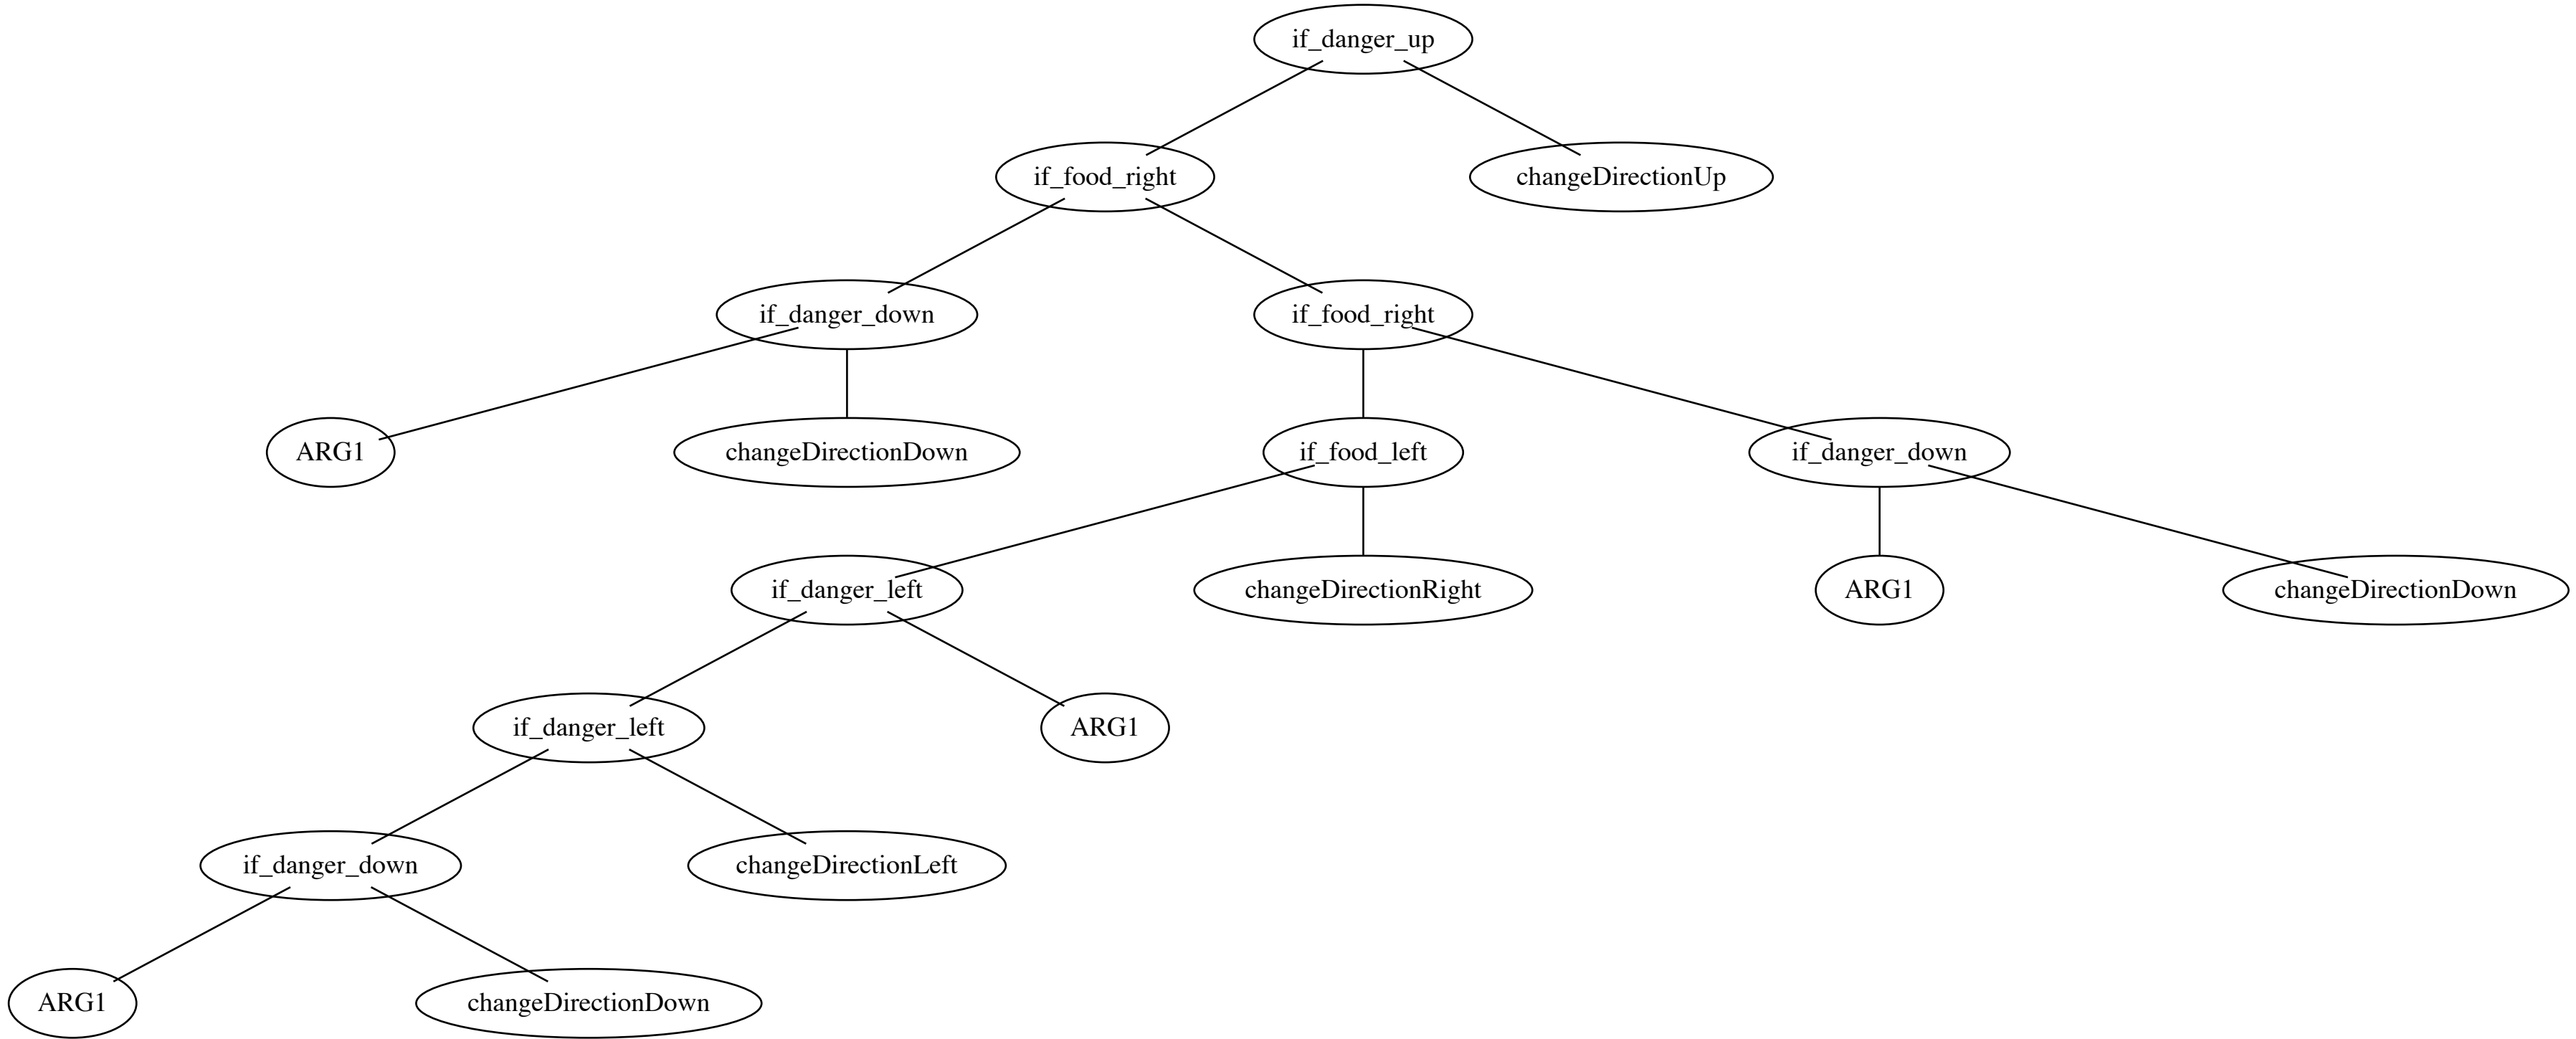 if_danger_up
if_food_right
changeDirectionUp
if_danger_down
if_food_right
ARG1
changeDirectionDown
if_food_left
if_danger_down
if_danger_left
changeDirectionRight
ARG1
changeDirectionDown
if_danger_left
ARG1
if_danger_down
changeDirectionLeft
ARG1
changeDirectionDown